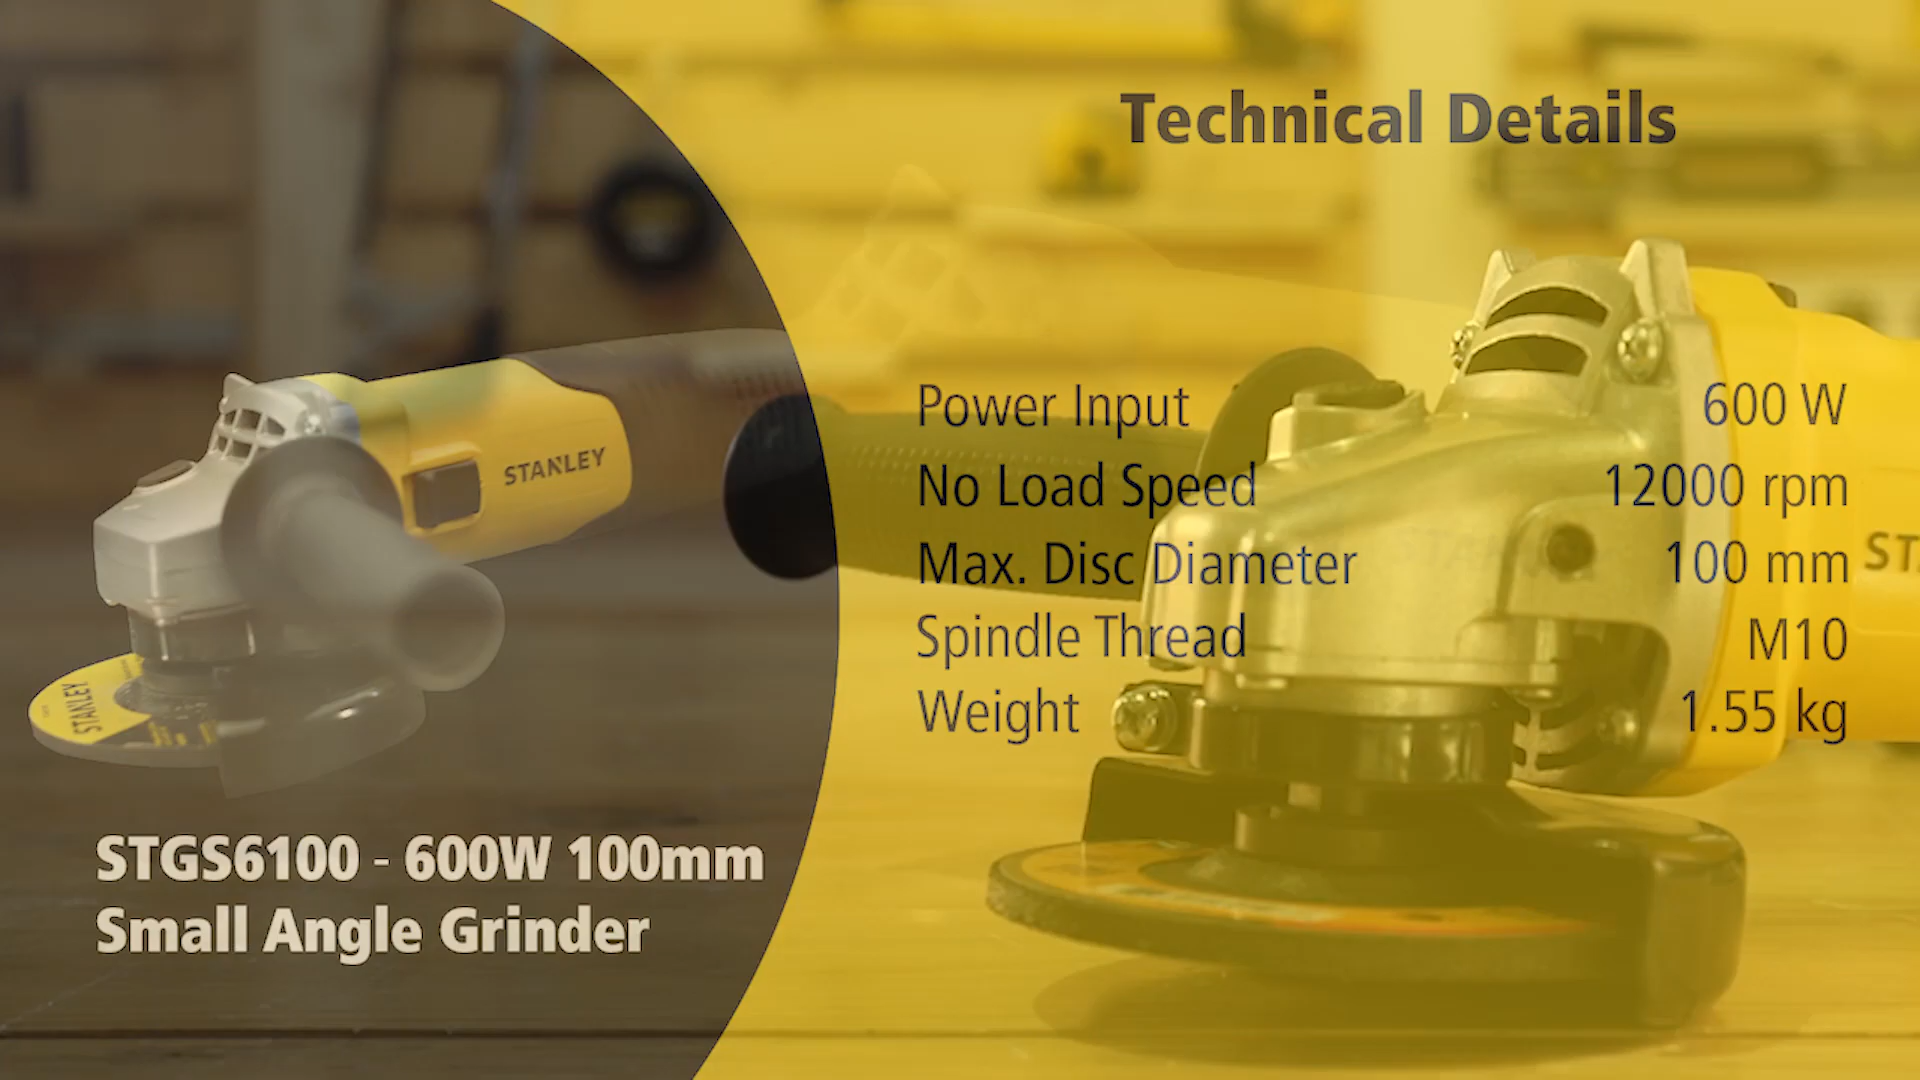 Technical Details
Power Input 600 W
No Load Speed 12000 rpm
Max. Disc Diameter 100 mm
Spindle Thread M10
Weight 1.55 kg
STANLEY
STANLEY
STGS6100 - 600W 100mm
Small Angle Grinder